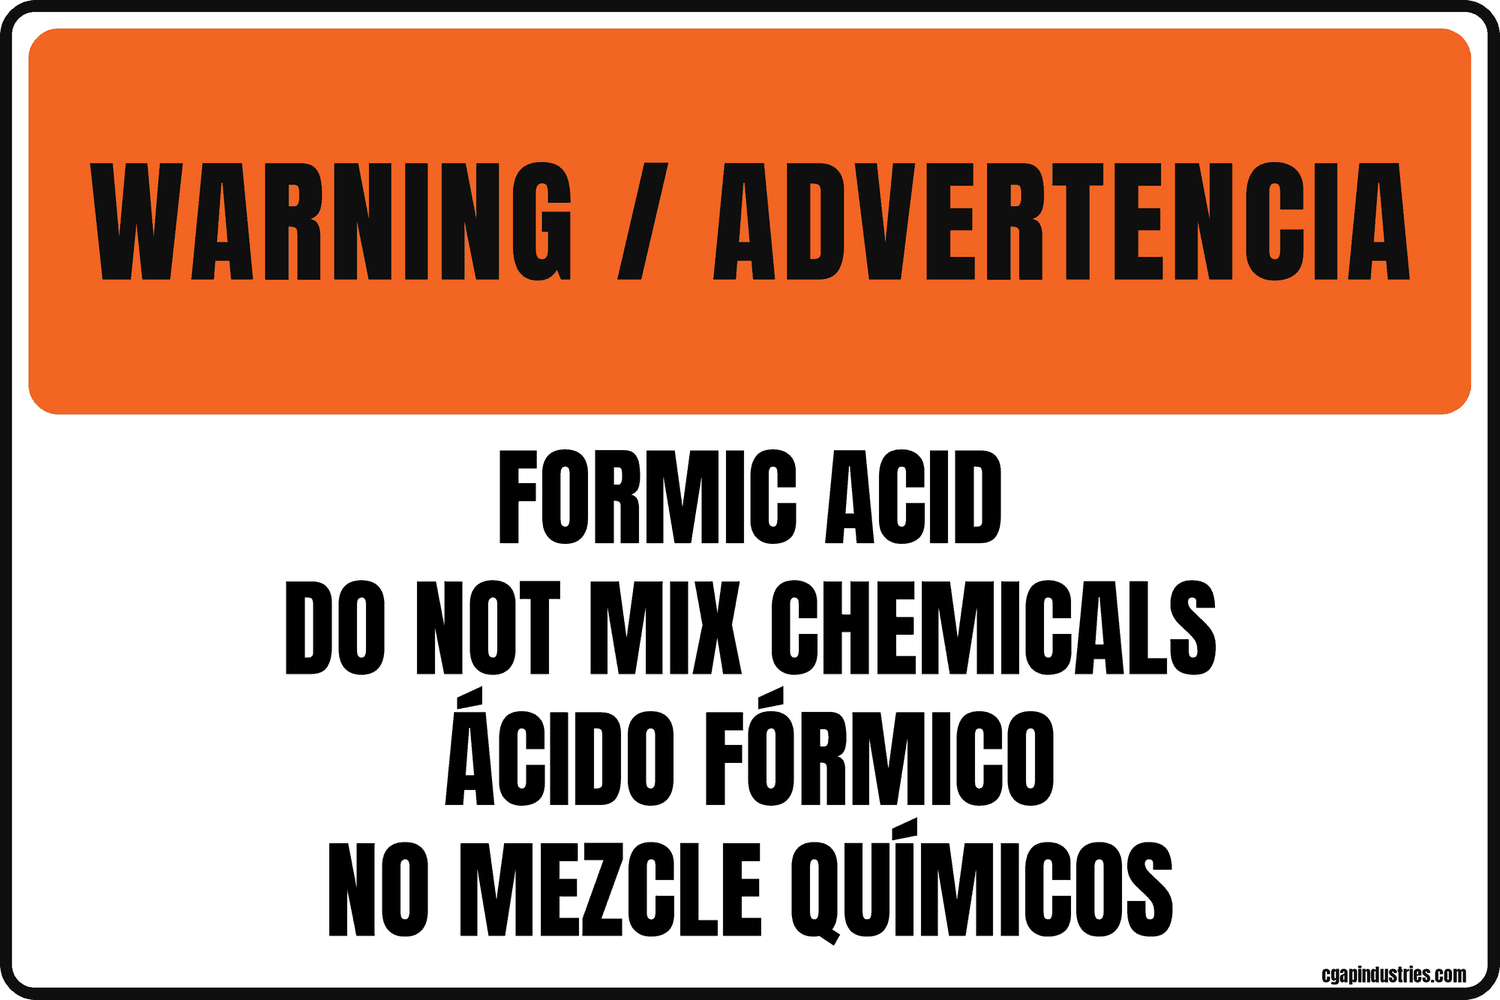 WARNING / ADVERTENCIA
FORMIC ACID
DO NOT MIX CHEMICALS
ÁCIDO FÓRMICO
NO MEZCLE QUÍMICOS
cgapindustries.com